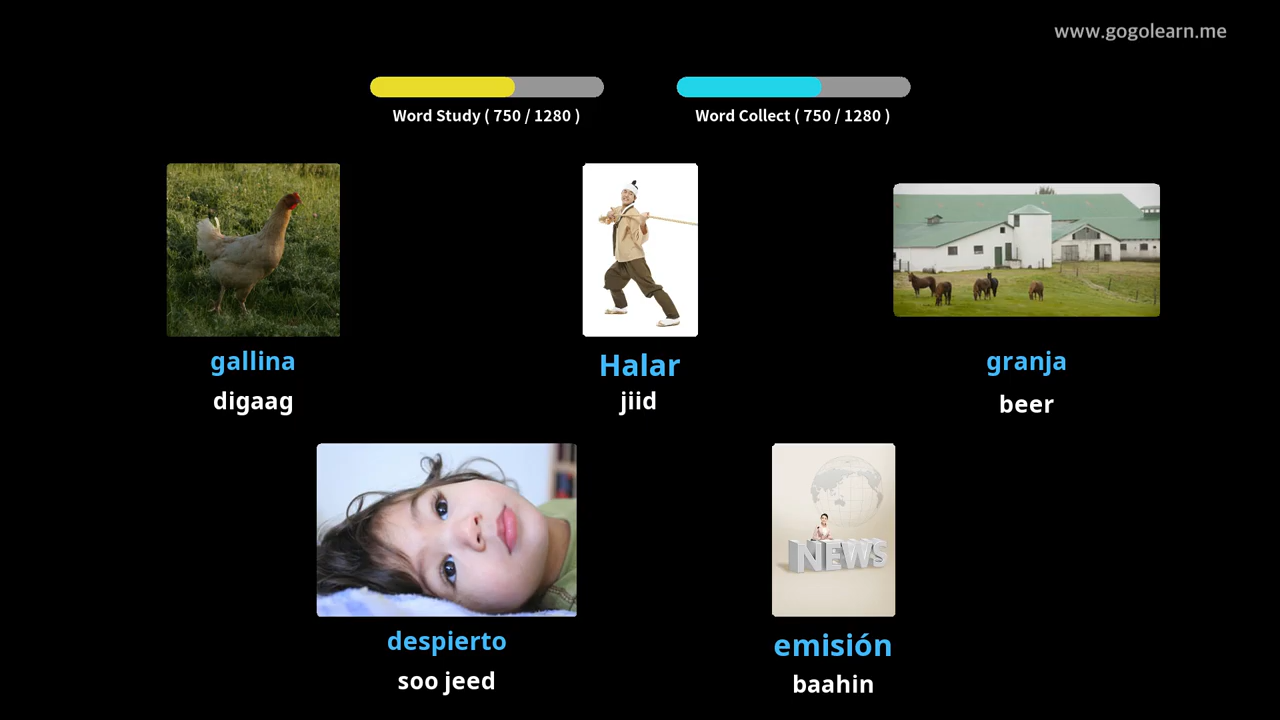 www.gogolearn.me
Word Study ( 750 / 1280 )
Word Collect ( 750 / 1280 )
gallina
digaag
Halar
jiid
granja
beer
despierto
soo jeed
NEWS
emisión
baahin